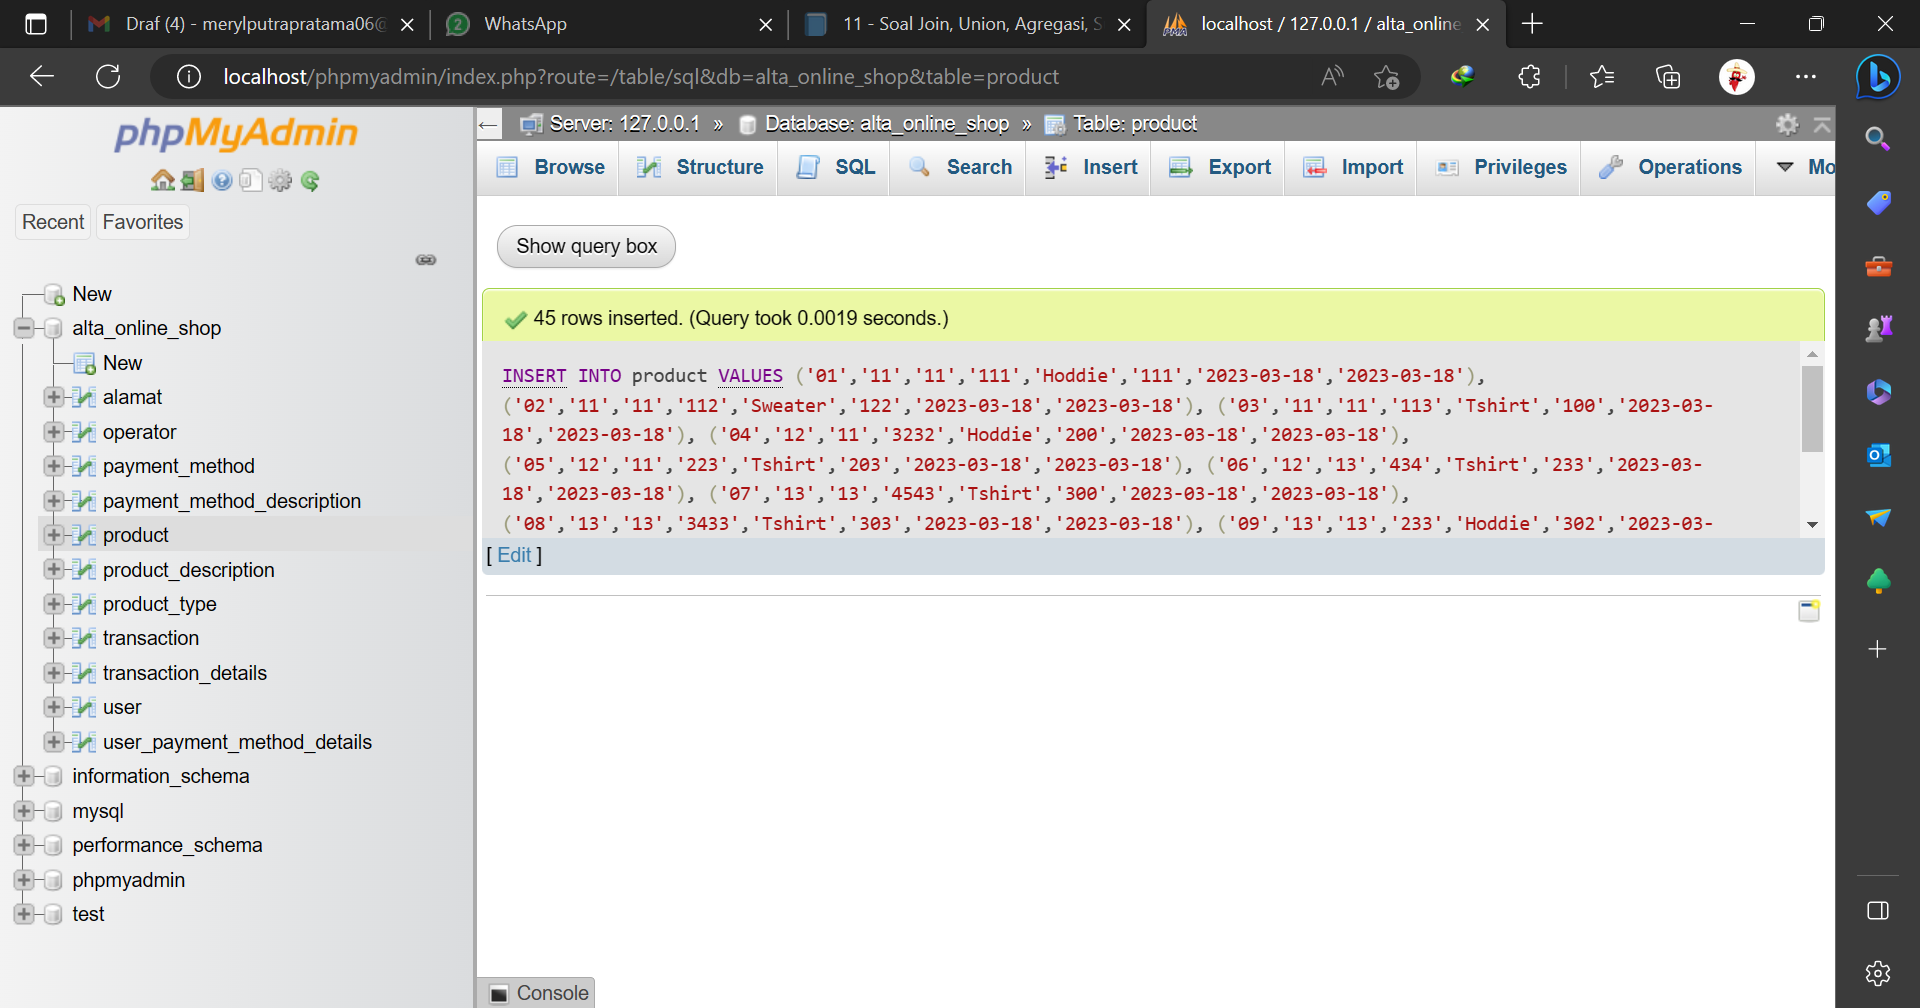 Draf (4) - merylputrapratama06@
2 WhatsApp
11 - Soal Join, Union, Agregasi, S
localhost / 127.0.0.1 / alta_online
localhost/phpmyadmin/index.php?route=/table/sql&db=alta_online_shop&table=product
phpMyAdmin
Recent Favorites
New
alta_online_shop
New
alamat
operator
payment_method
payment_method_description
product
product_description
product_type
transaction
transaction_details
user
user_payment_method_details
information_schema
mysql
performance_schema
phpmyadmin
test
Server: 127.0.0.1 » Database: alta_online_shop » Table: product
Browse Structure SQL Search Insert Export Import Privileges Operations Mo
Show query box
45 rows inserted. (Query took 0.0019 seconds.)
INSERT INTO product VALUES ('01','11','11','111','Hoddie','111','2023-03-18','2023-03-18'),
('02','11','11','112','Sweater','122','2023-03-18','2023-03-18'), ('03','11','11','113','Tshirt','100','2023-03-
18','2023-03-18'), ('04','12','11','3232','Hoddie','200','2023-03-18','2023-03-18'),
('05','12','11','223','Tshirt','203','2023-03-18','2023-03-18'), ('06','12','13','434','Tshirt','233','2023-03-
18','2023-03-18'), ('07','13','13','4543','Tshirt','300','2023-03-18','2023-03-18'),
('08','13','13','3433','Tshirt','303','2023-03-18','2023-03-18'), ('09','13','13','233','Hoddie','302','2023-03-
[ Edit ]
Console